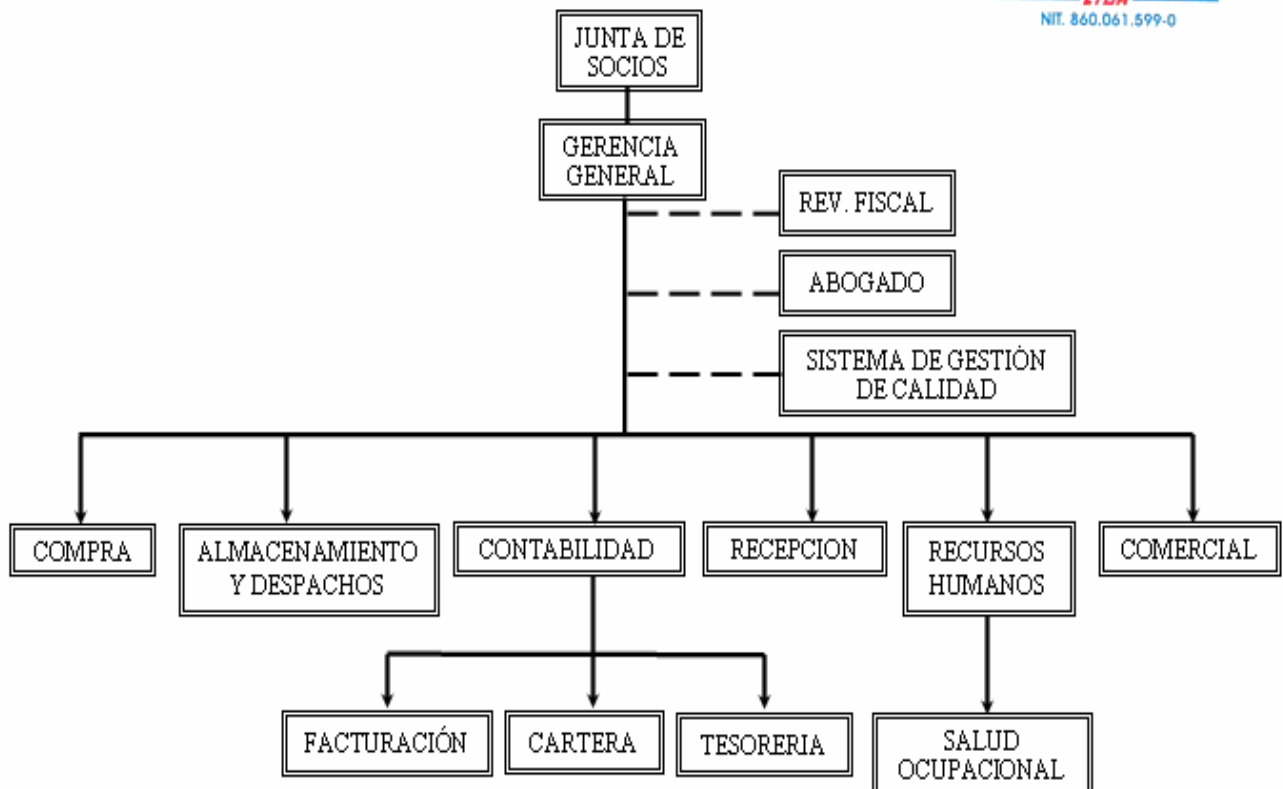 LTDA
NIT. 860.061.599-0
JUNTA DE
SOCIOS
GERENCIA
GENERAL
REV. FISCAL
ABOGADO
SISTEMA DE GESTIÓN
DE CALIDAD
COMPRA
ALMACENAMIENTO
Y DESPACHOS
CONTABILIDAD
RECEPCION
RECURSOS
HUMANOS
COMERCIAL
FACTURACIÓN
CARTERA
TESORERIA
SALUD
OCUPACIONAL